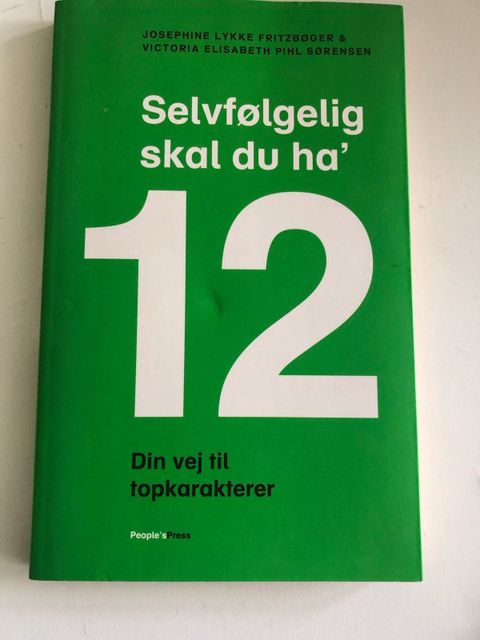 JOSEPHINE LYKKE FRITZBØGER &
VICTORIA ELISABETH PIHL SØRENSEN
Selvfølgelig
skal du ha’
12
Din vej til
topkarakterer
People'sPress